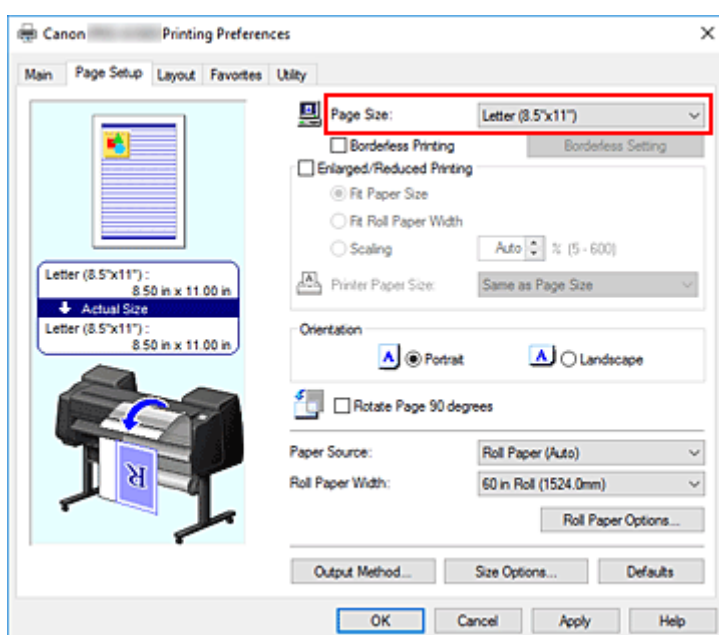 Canon Printing Preferences
Main Page Setup Layout Favorites Utility
Page Size: Letter (8.5"x11")
Borderless Printing Borderless Setting
Enlarged/Reduced Printing
Fit Paper Size
Fit Roll Paper Width
Scaling Auto % (5 - 600)
Printer Paper Size: Same as Page Size
Letter (8.5"x11") :
8.50 in x 11.00 in
Actual Size
Letter (8.5"x11") :
8.50 in x 11.00 in
Orientation
A Portrait A Landscape
Rotate Page 90 degrees
Paper Source: Roll Paper (Auto)
Roll Paper Width: 60 in Roll (1524.0mm)
Roll Paper Options...
R
Output Method... Size Options... Defaults
OK Cancel Apply Help